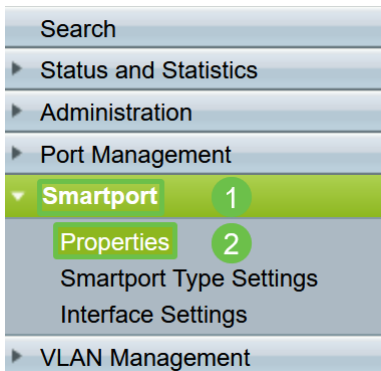 Search
Status and Statistics
Administration
Port Management
Smartport 1
Properties 2
Smartport Type Settings
Interface Settings
VLAN Management